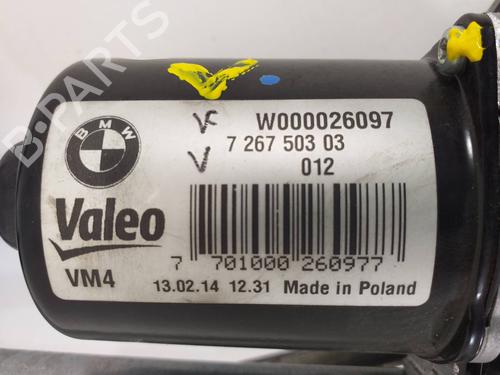 BMW
W000026097
7 267 503 03
012
Valeo
VM4
7 701000 260977
13.02.14 12.31 Made in Poland